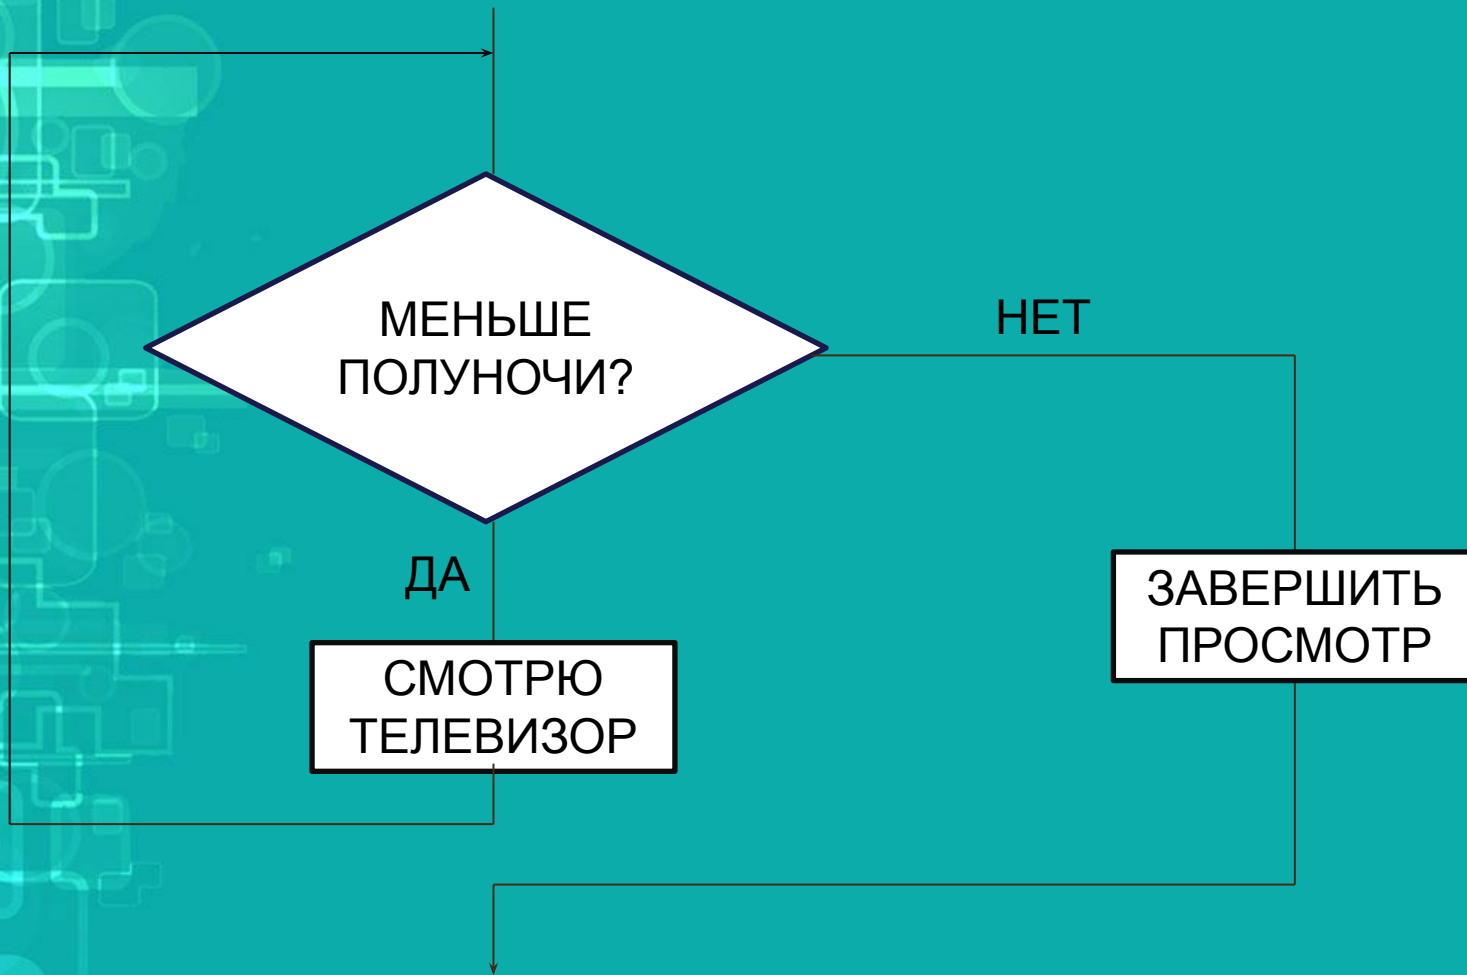 МЕНЬШЕ
ПОЛУНОЧИ?
НЕТ
ДА
ЗАВЕРШИТЬ
ПРОСМОТР
СМОТРЮ
ТЕЛЕВИЗОР